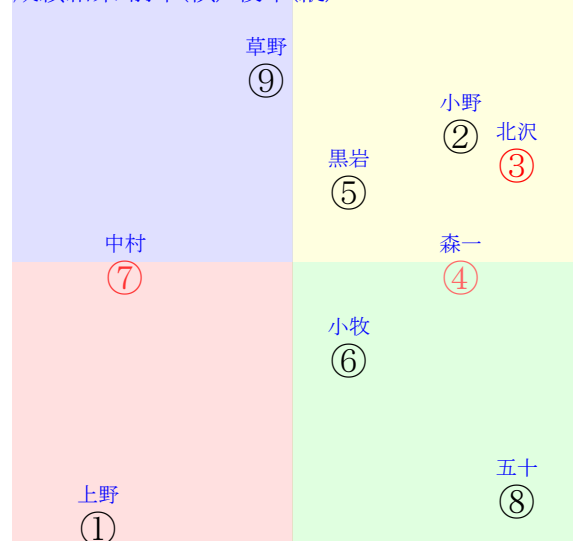 草野
⑨
小野
②
北沢
③
黒岩
⑤
中村
⑦
森一
④
小牧
⑥
五十
⑧
上野
①